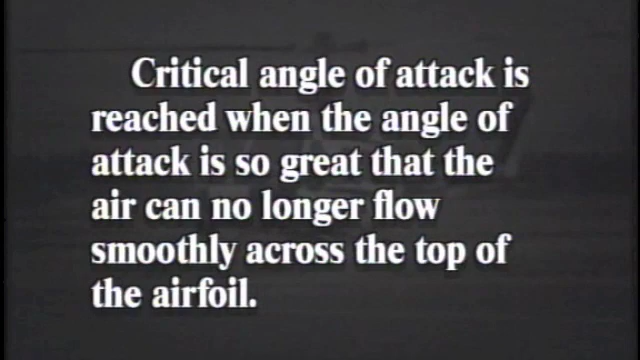 Critical angle of attack is
reached when the angle of
attack is so great that the
air can no longer flow
smoothly across the top of
the airfoil.